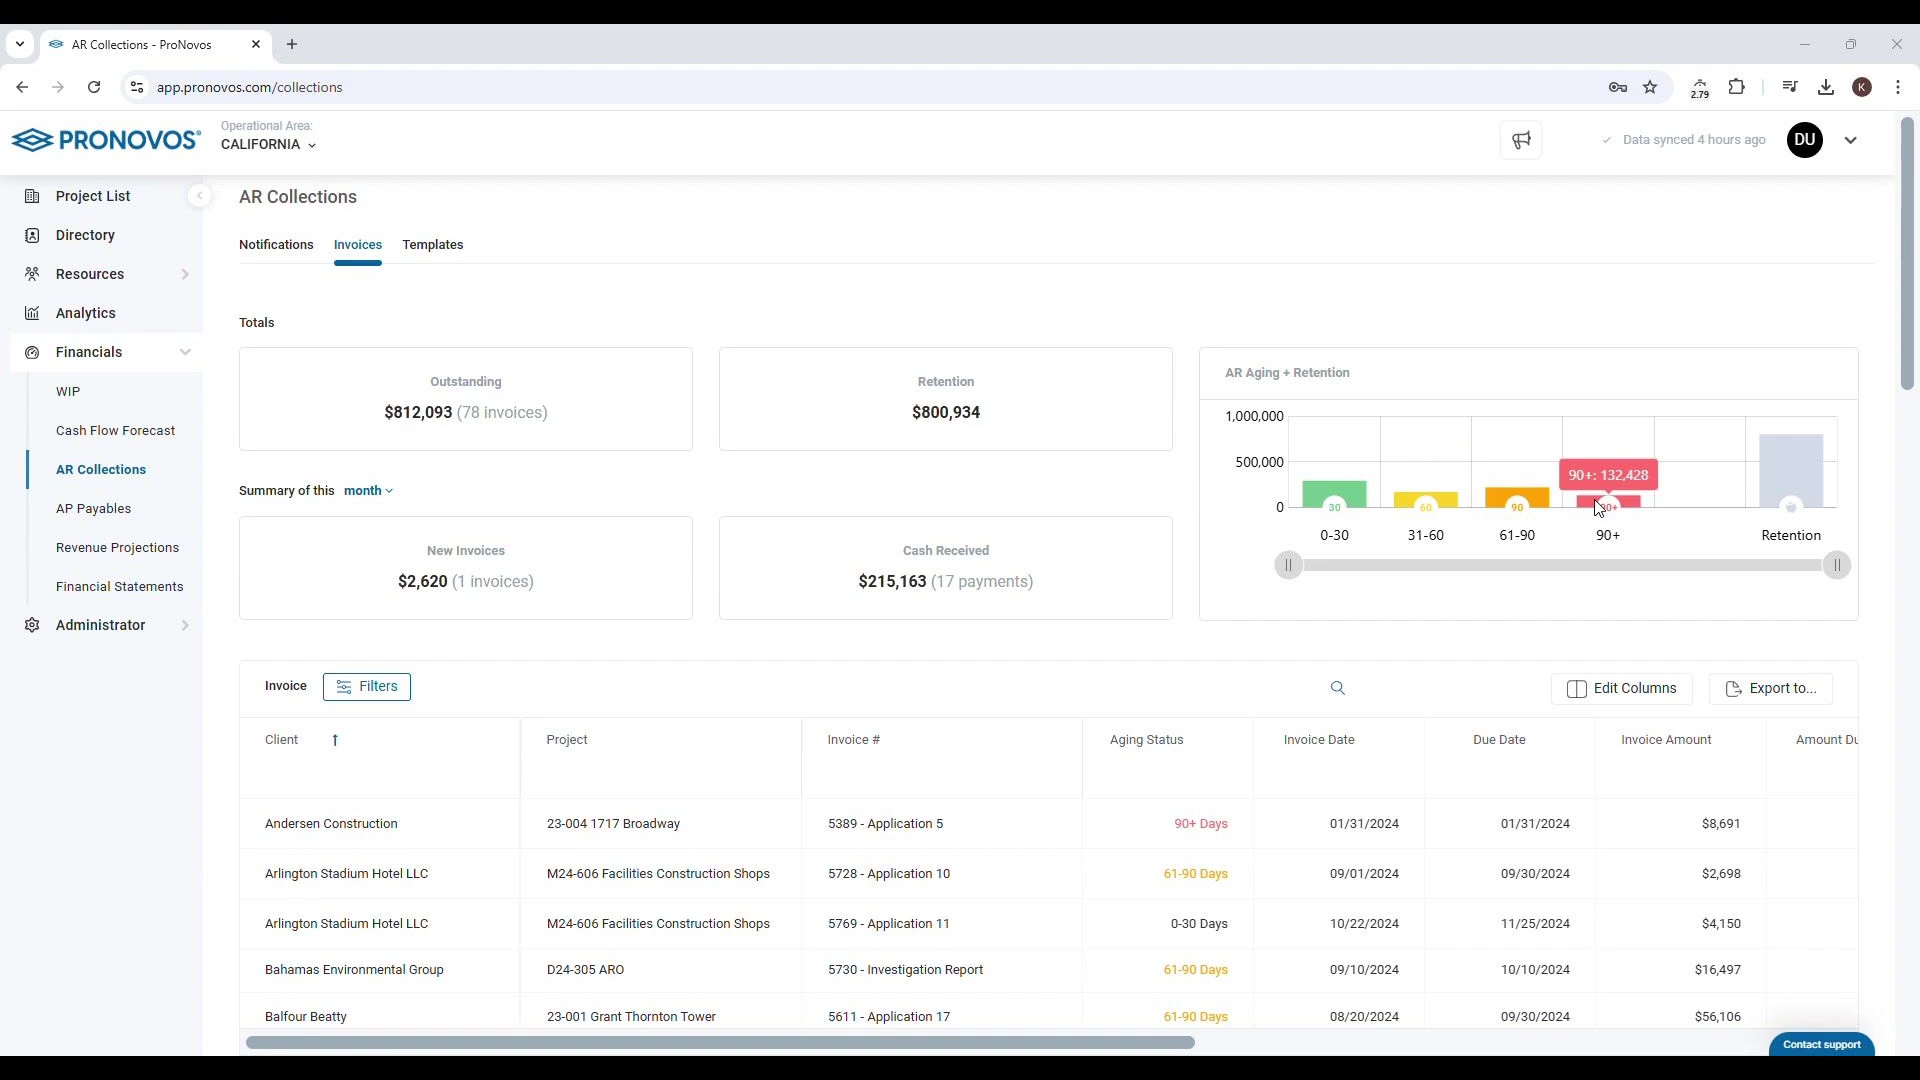 AR Collections - ProNovos
app.pronovos.com/collections
2.79
K
PRONOVOS
Operational Area:
CALIFORNIA
Data synced 4 hours ago
DU
Project List
Directory
Resources
Analytics
Financials
WIP
Cash Flow Forecast
AR Collections
AP Payables
Revenue Projections
Financial Statements
Administrator
AR Collections
Notifications Invoices Templates
Totals
Outstanding
$812,093 (78 invoices)
Retention
$800,934
Summary of this month
New Invoices
$2,620 (1 invoices)
Cash Received
$215,163 (17 payments)
AR Aging + Retention
1,000,000
500,000
0
90+: 132,428
30 60 90
0-30 31-60 61-90 90+ Retention
Invoice Filters Edit Columns Export to...
Client Project Invoice # Aging Status Invoice Date Due Date Invoice Amount Amount Du
Andersen Construction 23-004 1717 Broadway 5389 - Application 5 90+ Days 01/31/2024 01/31/2024 $8,691
Arlington Stadium Hotel LLC M24-606 Facilities Construction Shops 5728 - Application 10 61-90 Days 09/01/2024 09/30/2024 $2,698
Arlington Stadium Hotel LLC M24-606 Facilities Construction Shops 5769 - Application 11 0-30 Days 10/22/2024 11/25/2024 $4,150
Bahamas Environmental Group D24-305 ARO 5730 - Investigation Report 61-90 Days 09/10/2024 10/10/2024 $16,497
Balfour Beatty 23-001 Grant Thornton Tower 5611 - Application 17 61-90 Days 08/20/2024 09/30/2024 $56,106
Contact support